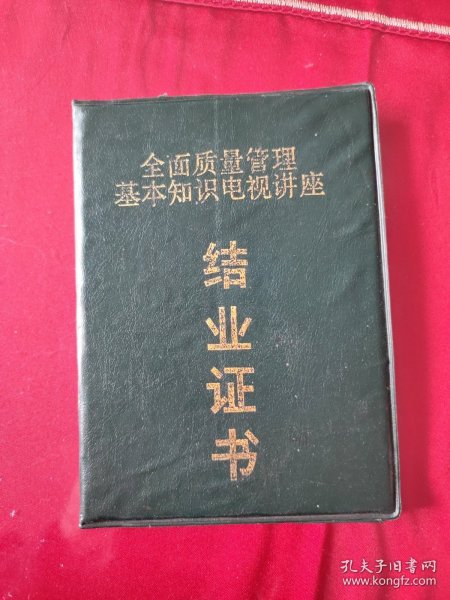 全面质量管理
基本知识电视讲座
结
业
证
书
孔夫子旧书网
www.kongfz.com